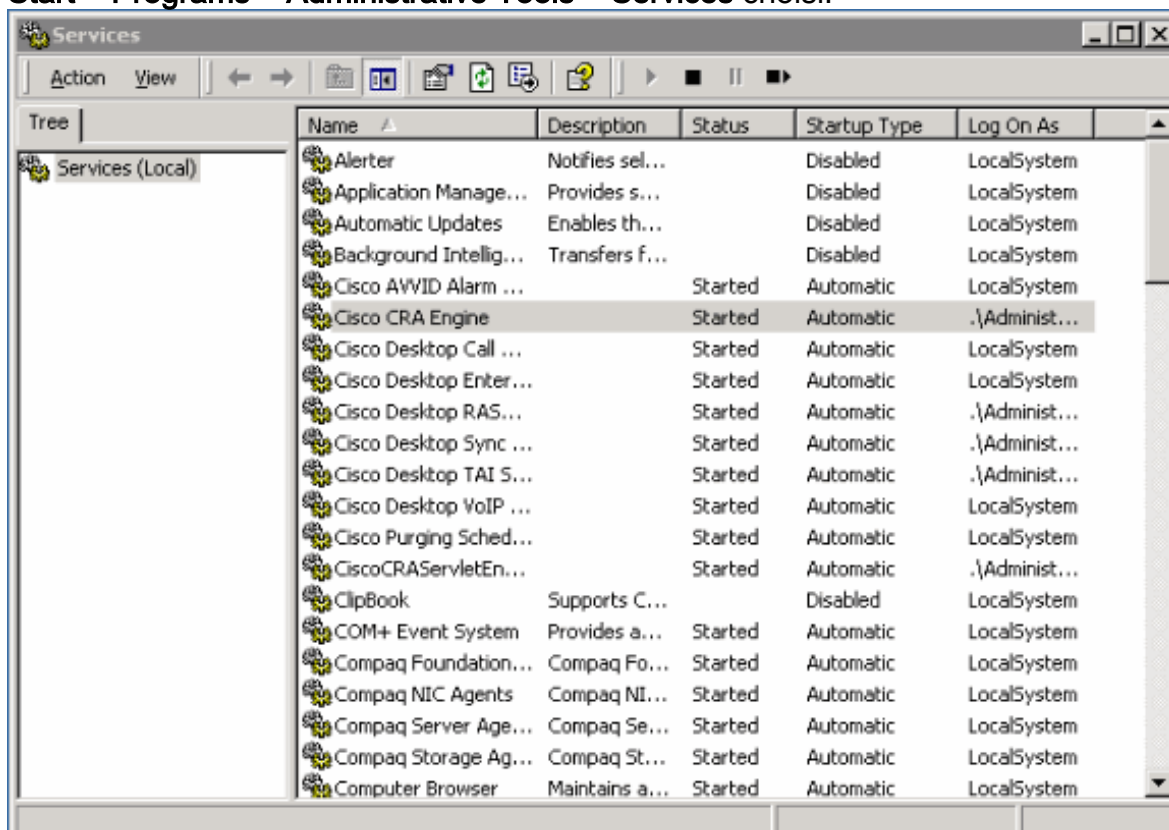 Start > Programs > Administrative Tools > Services choisir
Services
Action View
Tree
Name Description Status Startup Type Log On As
Services (Local)
Alerter Notifies sel... Disabled LocalSystem
Application Manage... Provides s... Disabled LocalSystem
Automatic Updates Enables th... Disabled LocalSystem
Background Intellig... Transfers f... Disabled LocalSystem
Cisco AVVID Alarm ... Started Automatic LocalSystem
Cisco CRA Engine Started Automatic .\Administ...
Cisco Desktop Call ... Started Automatic LocalSystem
Cisco Desktop Enter... Started Automatic LocalSystem
Cisco Desktop RAS... Started Automatic .\Administ...
Cisco Desktop Sync ... Started Automatic .\Administ...
Cisco Desktop TAI S... Started Automatic .\Administ...
Cisco Desktop VoIP ... Started Automatic LocalSystem
Cisco Purging Sched... Started Automatic LocalSystem
CiscoCRAServletEn... Started Automatic .\Administ...
ClipBook Supports C... Disabled LocalSystem
COM+ Event System Provides a... Started Automatic LocalSystem
Compaq Foundation... Compaq Fo... Started Automatic LocalSystem
Compaq NIC Agents Compaq NI... Started Automatic LocalSystem
Compaq Server Age... Compaq Se... Started Automatic LocalSystem
Compaq Storage Ag... Compaq St... Started Automatic LocalSystem
Computer Browser Maintains a... Started Automatic LocalSystem